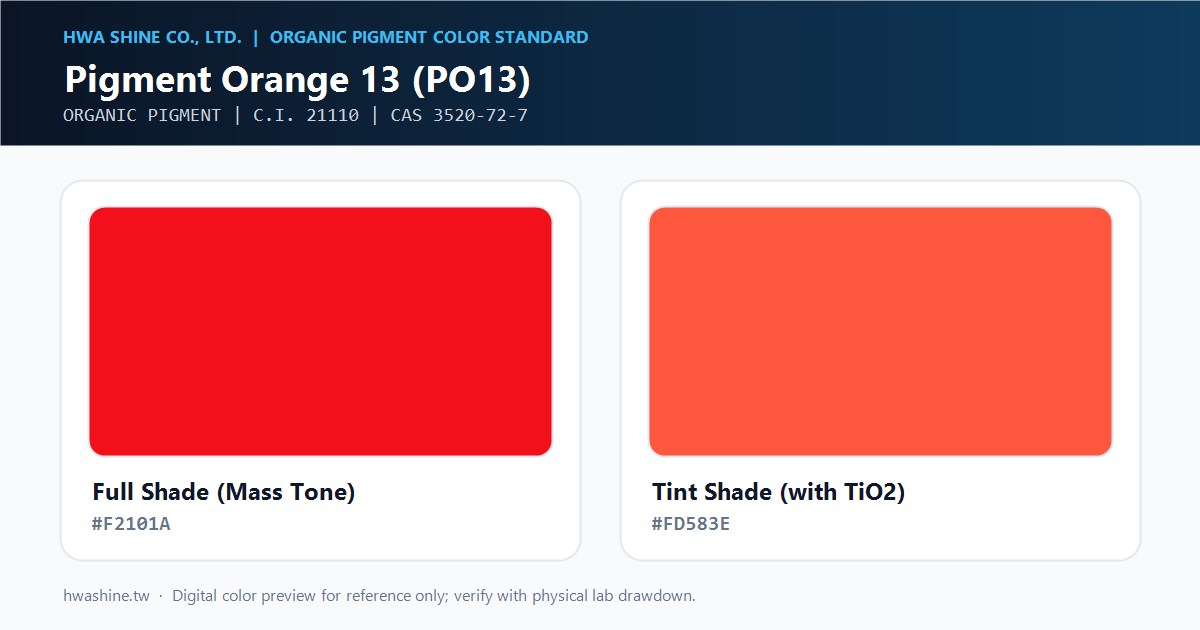 HWA SHINE CO., LTD. | ORGANIC PIGMENT COLOR STANDARD
Pigment Orange 13 (PO13)
ORGANIC PIGMENT | C.I. 21110 | CAS 3520-72-7
Full Shade (Mass Tone)
#F2101A
Tint Shade (with TiO2)
#FD583E
hwashine.tw · Digital color preview for reference only; verify with physical lab drawdown.